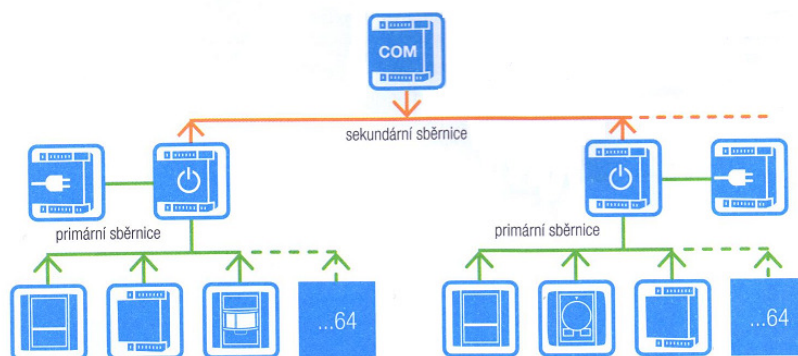 COM
sekundární sběrnice
primární sběrnice
primární sběrnice
...64
...64